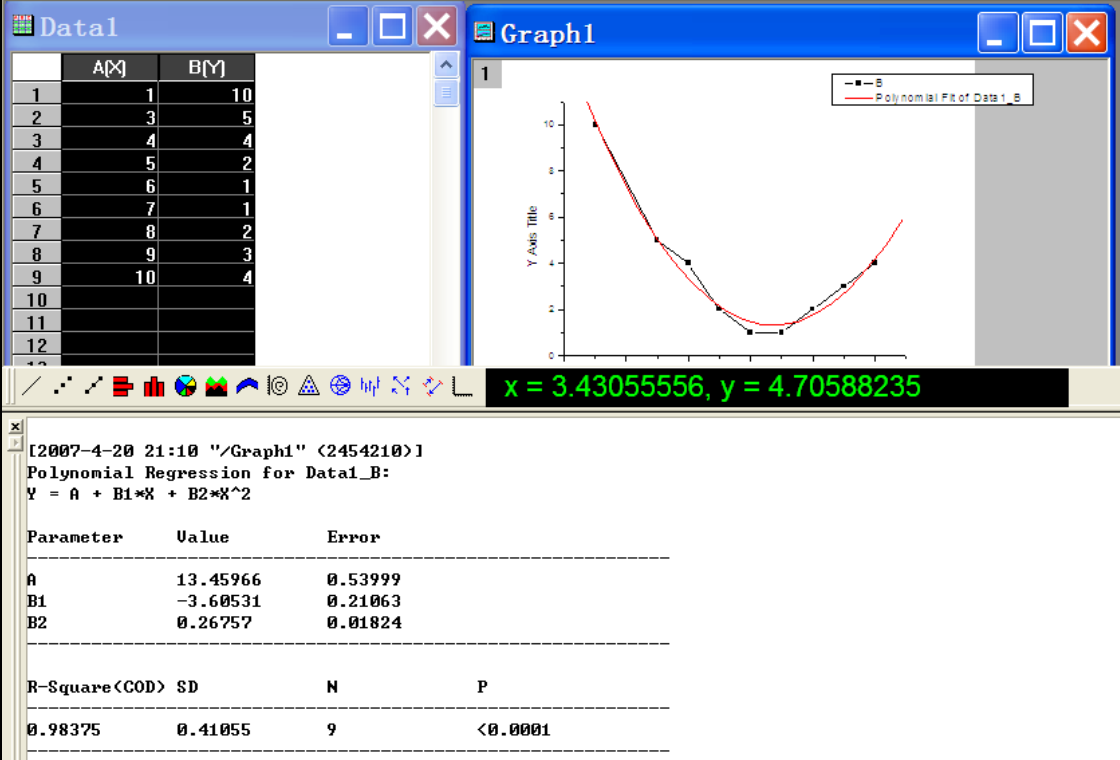 Data1
A(X) B(Y)
1 1 10
2 3 5
3 4 4
4 5 2
5 6 1
6 7 1
7 8 2
8 9 3
9 10 4
10
11
12
Graph1
1
B
Polynomial Fit of Data1_B
10
8
6
4
2
0
Y Axis Title
x = 3.43055556, y = 4.70588235
[2007-4-20 21:10 "/Graph1" (2454210)]
Polynomial Regression for Data1_B:
Y = A + B1*X + B2*X^2
Parameter Value Error
A 13.45966 0.53999
B1 -3.60531 0.21063
B2 0.26757 0.01824
R-Square(COD) SD N P
0.98375 0.41055 9 <0.0001